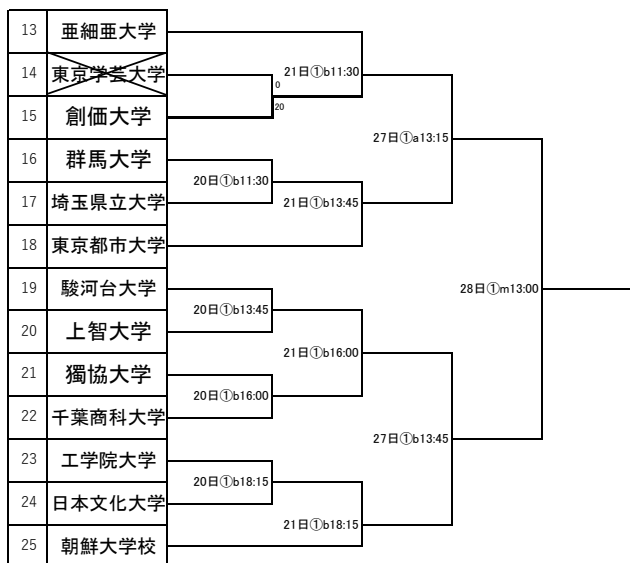 13 亜細亜大学
21日①b11:30
14 東京学芸大学
0
20
15 創価大学
27日①a13:15
16 群馬大学
20日①b11:30
17 埼玉県立大学
21日①b13:45
18 東京都市大学
19 駿河台大学
28日①m13:00
20日①b13:45
20 上智大学
21日①b16:00
21 獨協大学
20日①b16:00
22 千葉商科大学
27日①b13:45
23 工学院大学
20日①b18:15
24 日本文化大学
21日①b18:15
25 朝鮮大学校